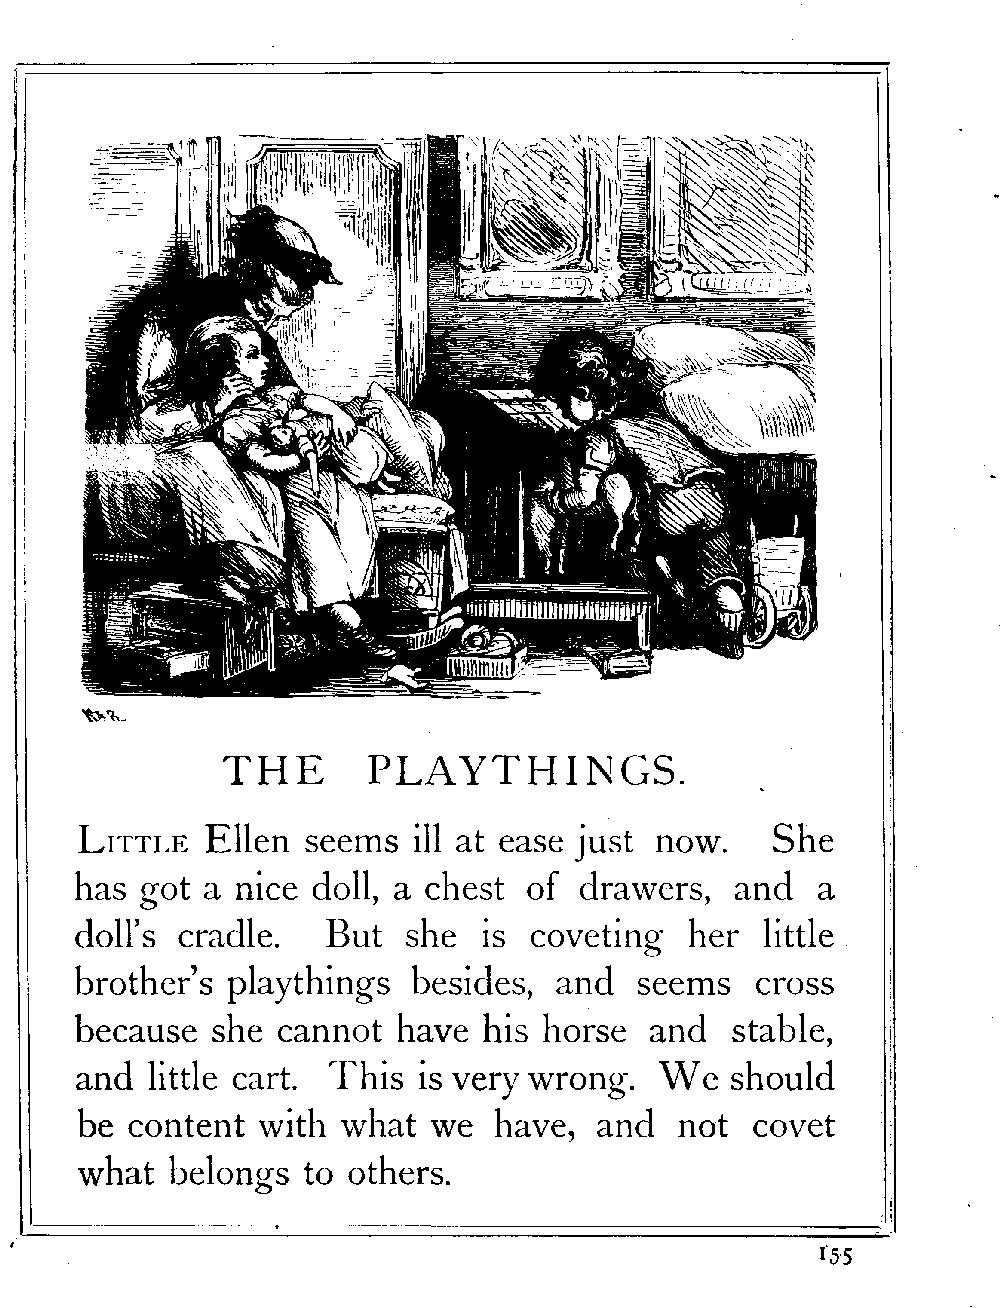 THE PLAYTHINGS.
LITTLE Ellen seems ill at ease just now. She
has got a nice doll, a chest of drawers, and a
doll's cradle. But she is coveting her little
brother's playthings besides, and seems cross
because she cannot have his horse and stable,
and little cart. This is very wrong. We should
be content with what we have, and not covet
what belongs to others.
155